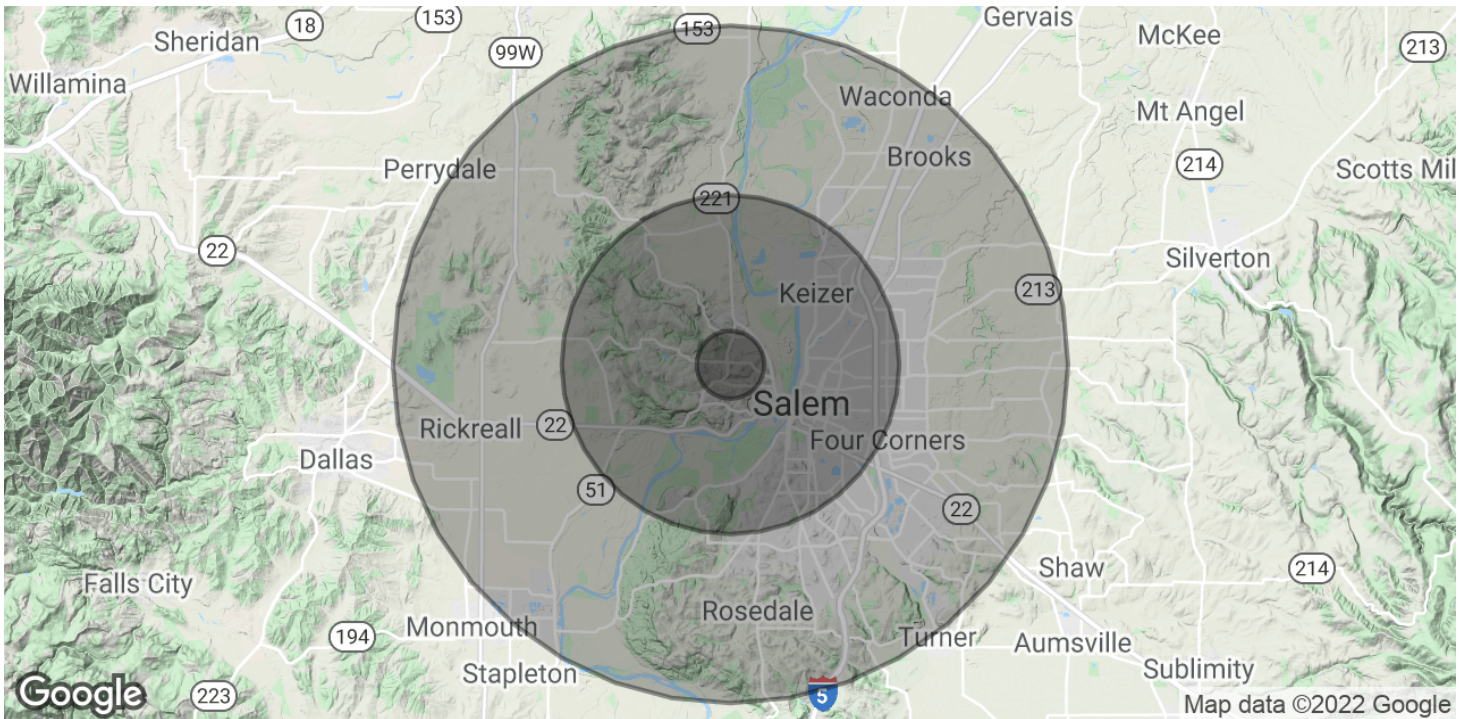 153
18
Gervais
Sheridan
153
McKee
99W
213
Willamina
Waconda
Mt Angel
Brooks
214
Perrydale
Scotts Mil
221
22
Silverton
Keizer
213
Salem
Rickreall
22
Four Corners
Dallas
51
22
Shaw
214
Falls City
Rosedale
Monmouth
194
Turner
Aumsville
Stapleton
Sublimity
Google
223
5
Map data ©2022 Google